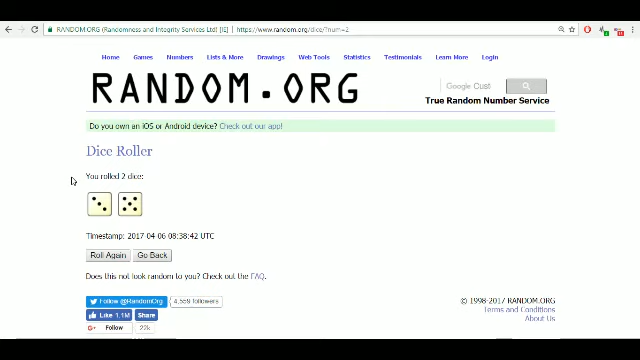 RANDOM.ORG (Randomness and Integrity Services Ltd) [IE] https://www.random.org/dice/?num=2
Home Games Numbers Lists & More Drawings Web Tools Statistics Testimonials Learn More Login
RANDOM.ORG
Google Cust
True Random Number Service
Do you own an iOS or Android device? Check out our app!
Dice Roller
You rolled 2 dice:
Timestamp: 2017-04-06 08:38:42 UTC
Roll Again Go Back
Does this not look random to you? Check out the FAQ.
Follow @RandomOrg 4,559 followers
Like 1.1M Share
G+ Follow 22k
© 1998-2017 RANDOM.ORG
Terms and Conditions
About Us